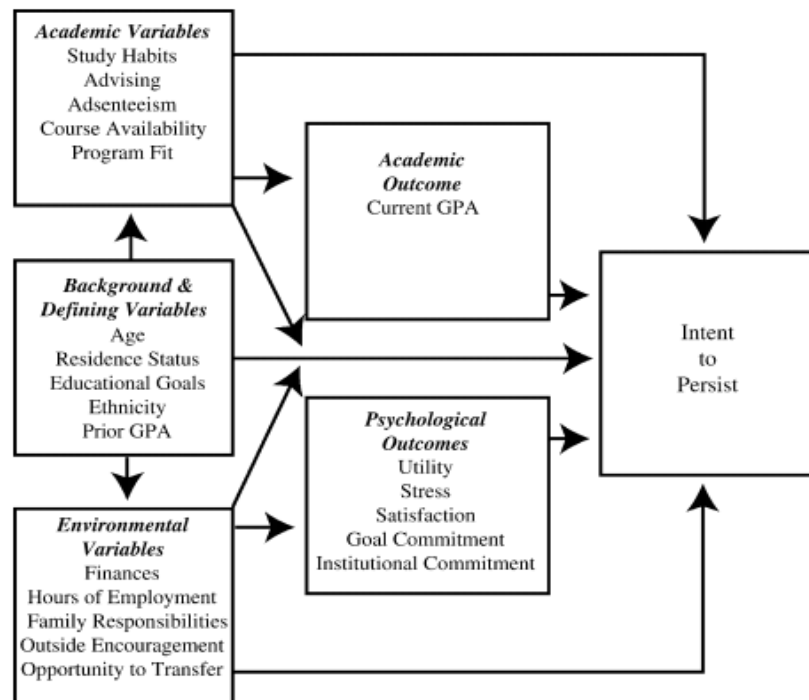 Academic Variables
Study Habits
Advising
Adsenteeism
Course Availability
Program Fit
Academic
Outcome
Current GPA
Background &
Defining Variables
Age
Residence Status
Educational Goals
Ethnicity
Prior GPA
Intent
to
Persist
Psychological
Outcomes
Utility
Stress
Satisfaction
Goal Commitment
Institutional Commitment
Environmental
Variables
Finances
Hours of Employment
Family Responsibilities
Outside Encouragement
Opportunity to Transfer